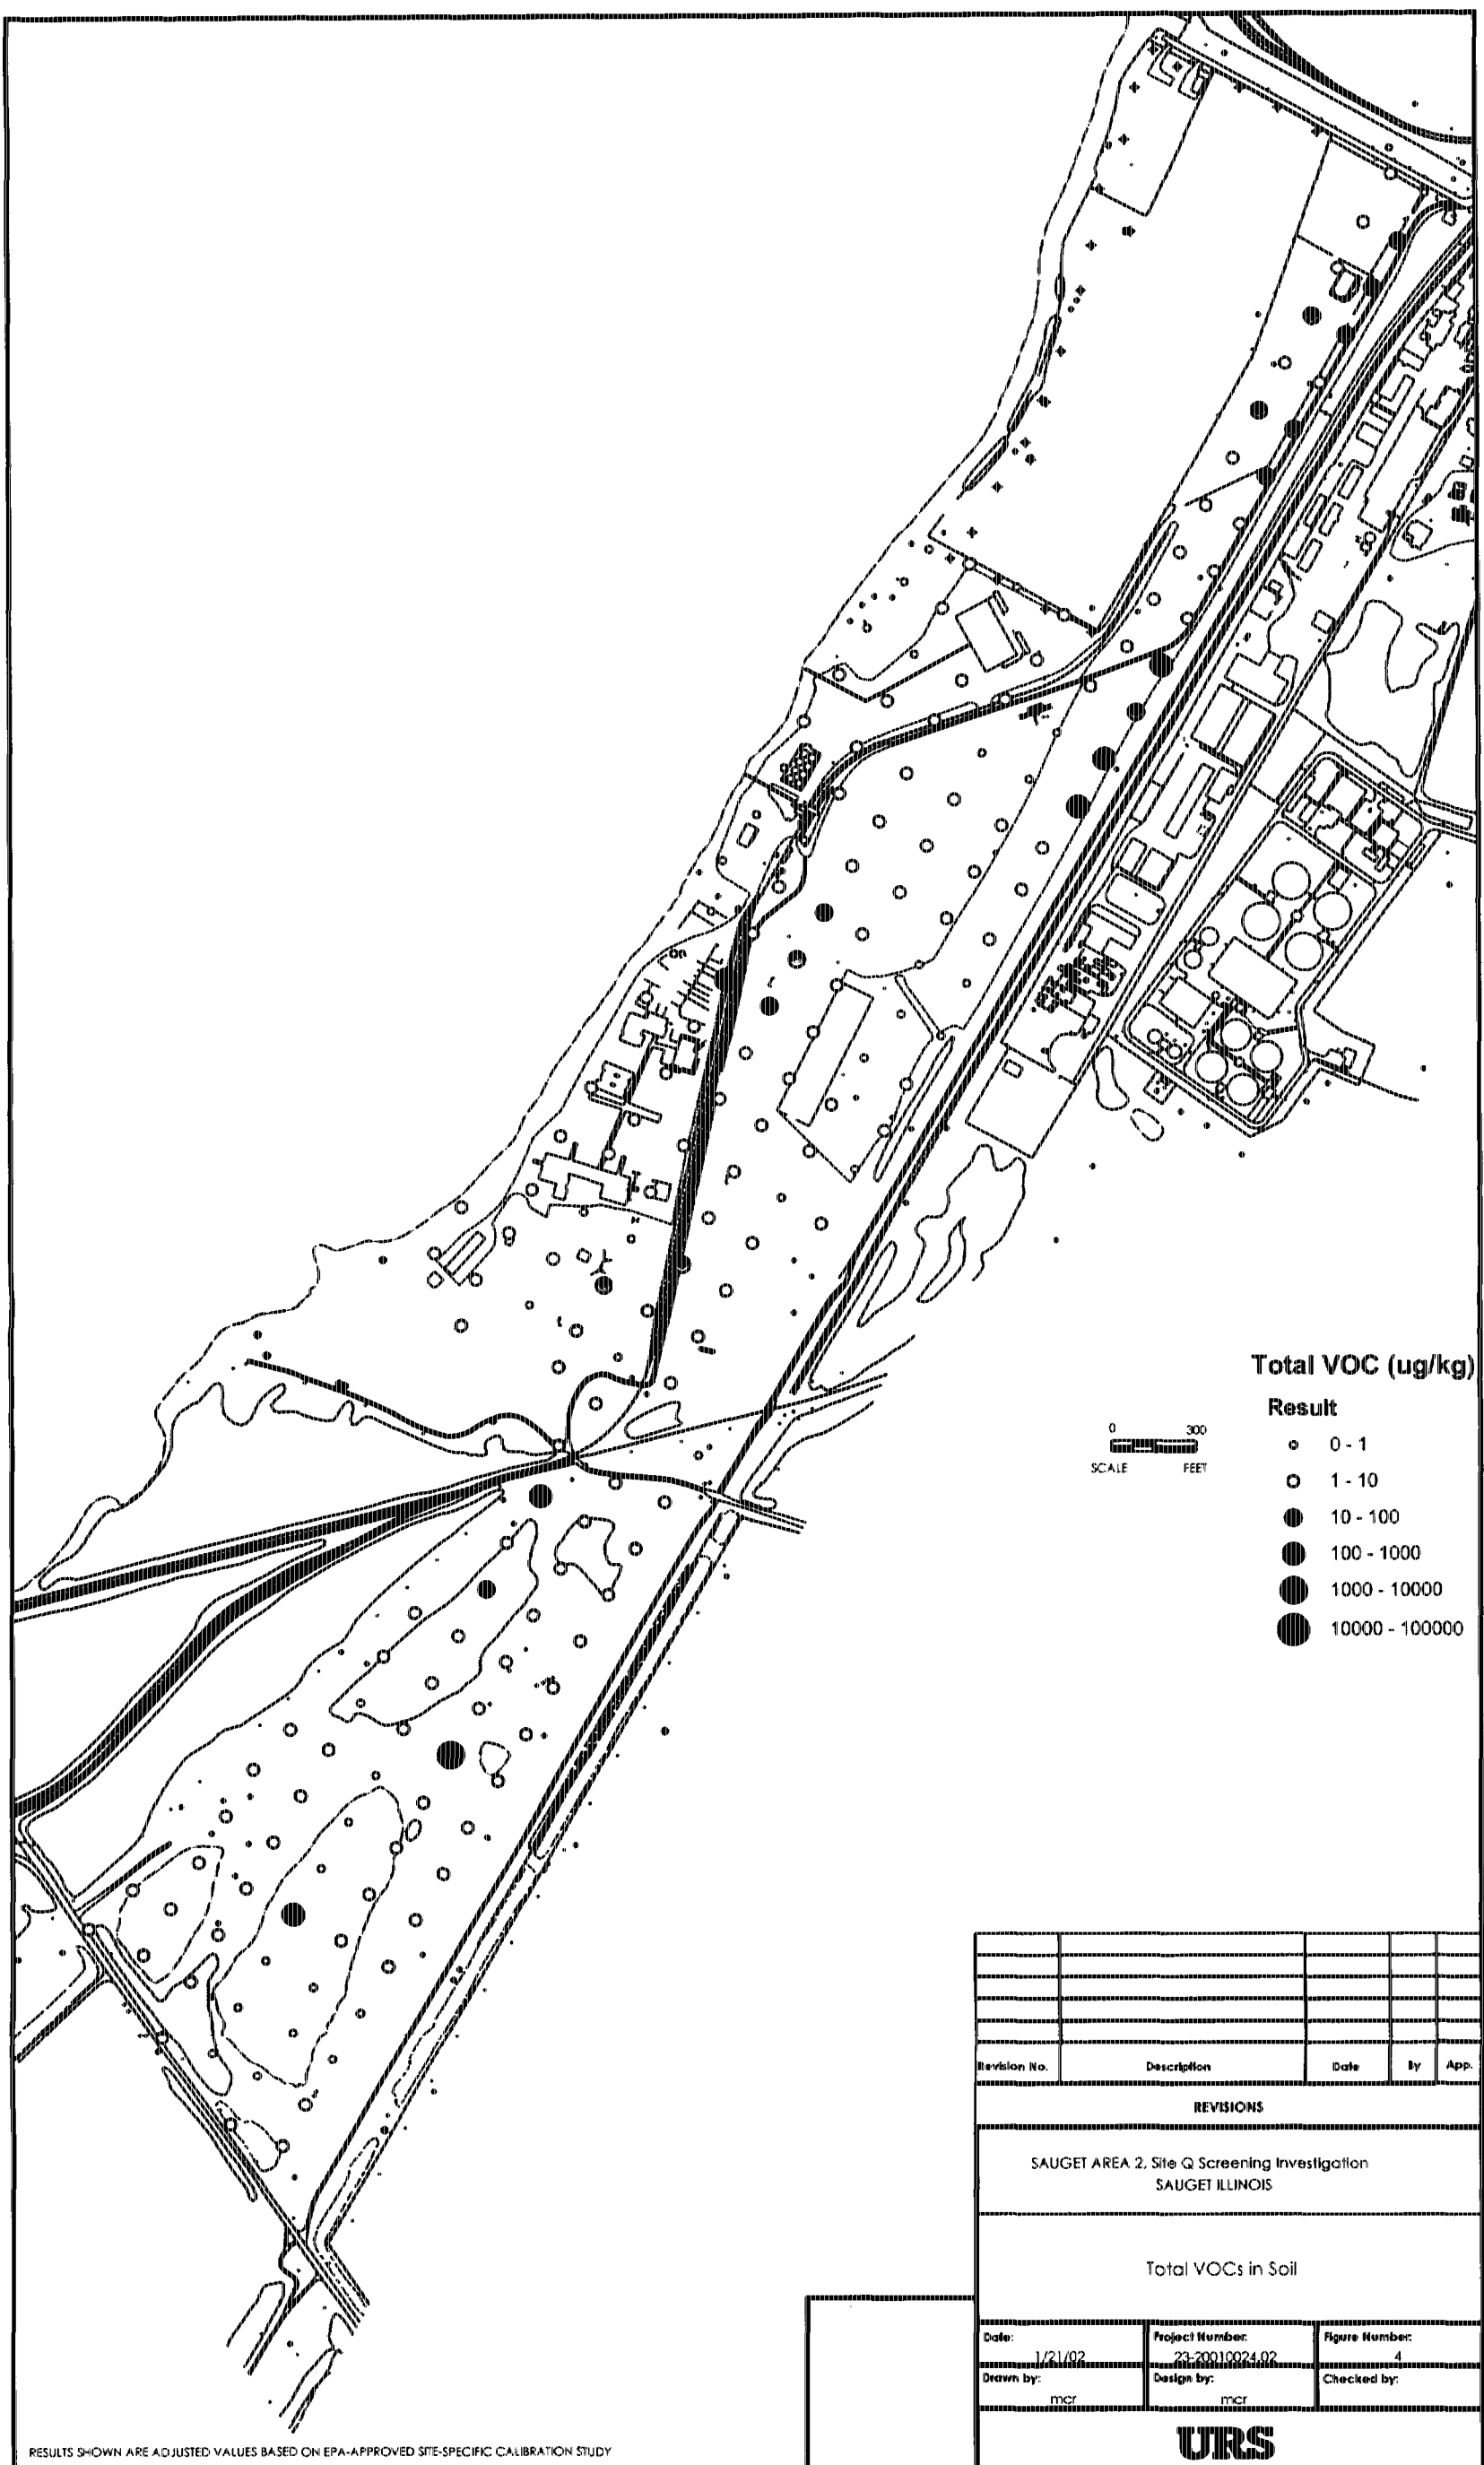 Total VOC (ug/kg)
Result
0 - 1
1 - 10
10 - 100
100 - 1000
1000 - 10000
10000 - 100000
0 300
SCALE FEET
Revision No. Description Date By App.
REVISIONS
SAUGET AREA 2, Site Q Screening Investigation
SAUGET ILLINOIS
Total VOCs in Soil
Date: Project Number: Figure Number:
1/21/02 23-20010024.02 4
Drawn by: Design by: Checked by:
mcr mcr
URS
RESULTS SHOWN ARE ADJUSTED VALUES BASED ON EPA-APPROVED SITE-SPECIFIC CALIBRATION STUDY